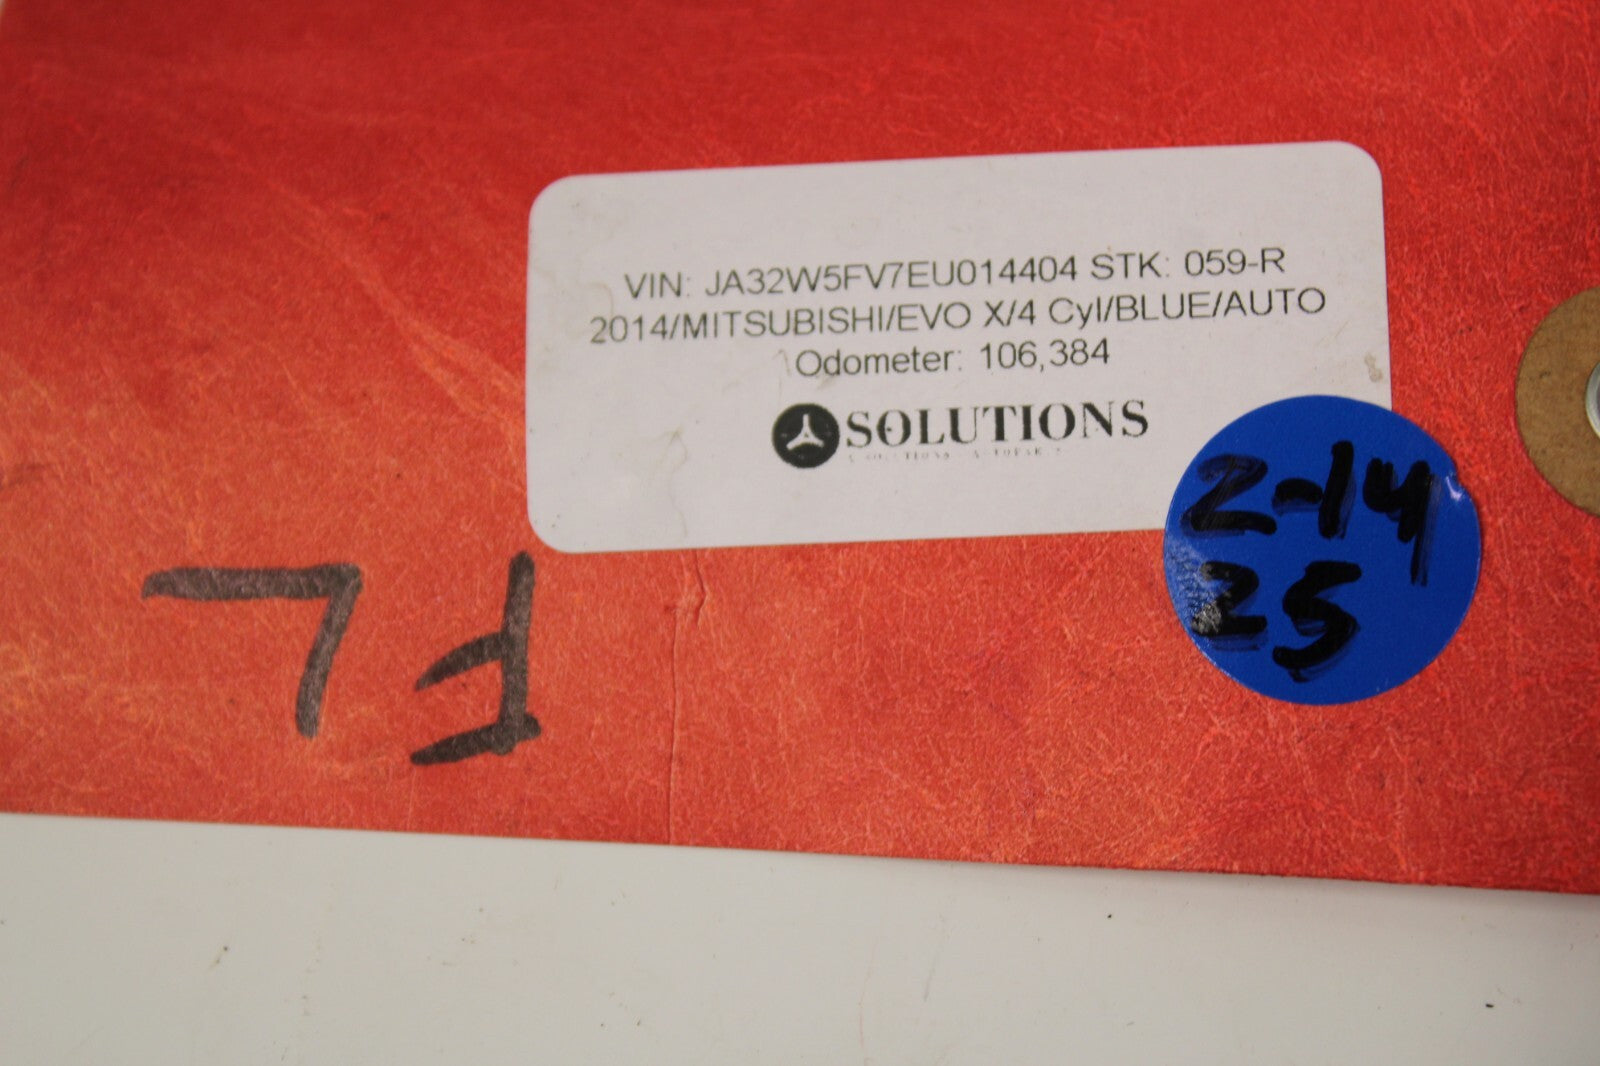 VIN: JA32W5FV7EU014404 STK: 059-R
2014/MITSUBISHI/EVO X/4 Cyl/BLUE/AUTO
Odometer: 106,384
SOLUTIONS
2-14
25
FL